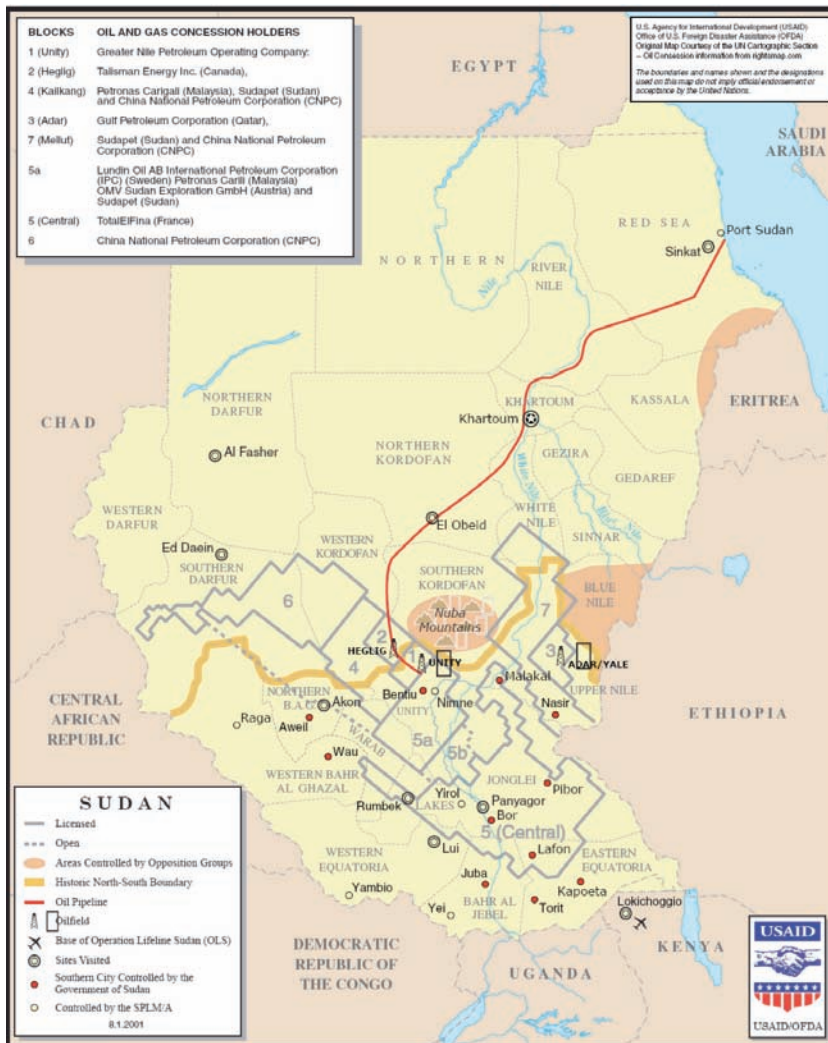 BLOCKS OIL AND GAS CONCESSION HOLDERS
1 (Unity) Greater Nile Petroleum Operating Company:
2 (Heglig) Talisman Energy Inc. (Canada),
4 (Kailkang) Petronas Carigali (Malaysia), Sudapet (Sudan)
and China National Petroleum Corporation (CNPC)
3 (Adar) Gulf Petroleum Corporation (Qatar),
7 (Mellut) Sudapet (Sudan) and China National Petroleum
Corporation (CNPC)
5a Lundin Oil AB International Petroleum Corporation
(IPC) (Sweden) Petronas Carili (Malaysia)
OMV Sudan Exploration GmbH (Austria) and
Sudapet (Sudan)
5 (Central) TotalElFina (France)
6 China National Petroleum Corporation (CNPC)
U.S. Agency for International Development (USAID)
Office of U.S. Foreign Disaster Assistance (OFDA)
Original Map Courtesy of the UN Cartographic Section
-- Oil Concession information from rightsmap.com
The boundaries and names shown and the designations
used on this map do not imply official endorsement or
acceptance by the United Nations.
EGYPT
SAUDI
ARABIA
RED SEA
Port Sudan
Sinkat
NORTHERN
RIVER
NILE
Nile
NORTHERN
DARFUR
CHAD
KHARTOUM
Khartoum
KASSALA
ERITREA
NORTHERN
KORDOFAN
GEZIRA
Al Fasher
GEDAREF
White Nile
WESTERN
DARFUR
El Obeid
WHITE
NILE
Blue Nile
SINNAR
Ed Daein
SOUTHERN
DARFUR
WESTERN
KORDOFAN
SOUTHERN
KORDOFAN
BLUE
NILE
6
7
Nuba
Mountains
2
HEGLIG
1
UNITY
3
ADAR/YALE
4
Malakal
UPPER NILE
CENTRAL
AFRICAN
REPUBLIC
NORTHERN
B.A.G.
Akon
Bentiu
Nimne
Nasir
ETHIOPIA
Raga
Aweil
UNITY
WARAB
5a
5b
Wau
WESTERN BAHR
AL GHAZAL
JONGLEI
Pibor
Yirol
Rumbek
LAKES
Panyagor
Bor
5 (Central)
Lui
Lafon
WESTERN
EQUATORIA
EASTERN
EQUATORIA
Juba
Kapoeta
Yambio
BAHR AL
JEBEL
Torit
Yei
Lokichoggio
DEMOCRATIC
REPUBLIC OF
THE CONGO
UGANDA
KENYA
SUDAN
Licensed
Open
Areas Controlled by Opposition Groups
Historic North-South Boundary
Oil Pipeline
Oilfield
Base of Operation Lifeline Sudan (OLS)
Sites Visited
Southern City Controlled by the
Government of Sudan
Controlled by the SPLM/A
8.1.2001
USAID
USAID/OFDA